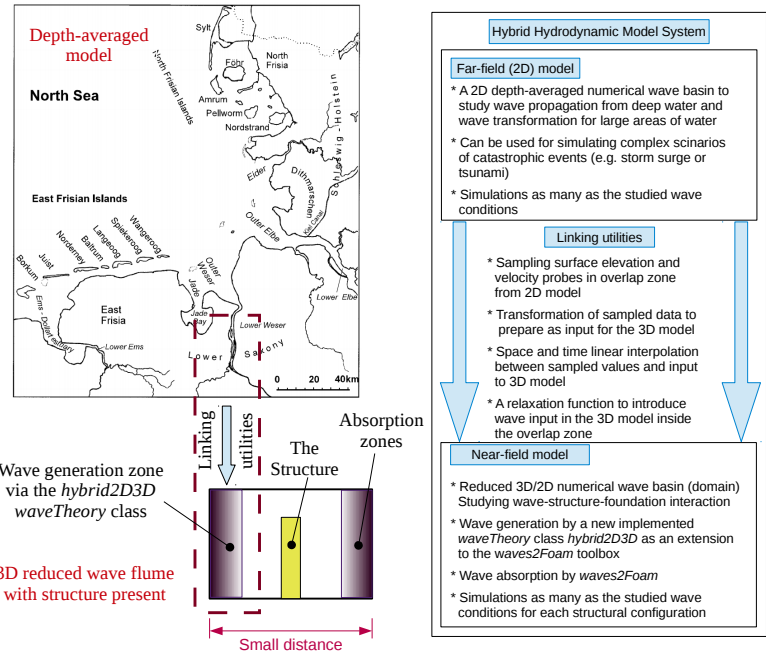 Depth-averaged
model
North Sea
Sylt
North
Frisia
Föhr
North Frisian Islands
Amrum
Pellworm
Nordstrand
Schleswig-Holstein
Eider
Dithmarschen
Kiel Canal
East Frisian Islands
Outer Elbe
Wangeroog
Spiekeroog
Langeoog
Baltrum
Norderney
Juist
Borkum
Outer
Weser
Jade
Lower Elbe
Ems - Dollart estuary
East
Frisia
Jade
Bay
Lower Weser
Lower Ems
Lower Saxony
0 20 40km
Linking
utilities
Absorption
zones
The
Structure
Wave generation zone
via the hybrid2D3D
waveTheory class
3D reduced wave flume
with structure present
Small distance
Hybrid Hydrodynamic Model System
Far-field (2D) model
* A 2D depth-averaged numerical wave basin to
study wave propagation from deep water and
wave transformation for large areas of water
* Can be used for simulating complex scinarios
of catastrophic events (e.g. storm surge or
tsunami)
* Simulations as many as the studied wave
conditions
Linking utilities
* Sampling surface elevation and
velocity probes in overlap zone
from 2D model
* Transformation of sampled data to
prepare as input for the 3D model
* Space and time linear interpolation
between sampled values and input
to 3D model
* A relaxation function to introduce
wave input in the 3D model inside
the overlap zone
Near-field model
* Reduced 3D/2D numerical wave basin (domain)
Studying wave-structure-foundation interaction
* Wave generation by a new implemented
waveTheory class hybrid2D3D as an extension
to the waves2Foam toolbox
* Wave absorption by waves2Foam
* Simulations as many as the studied wave
conditions for each structural configuration